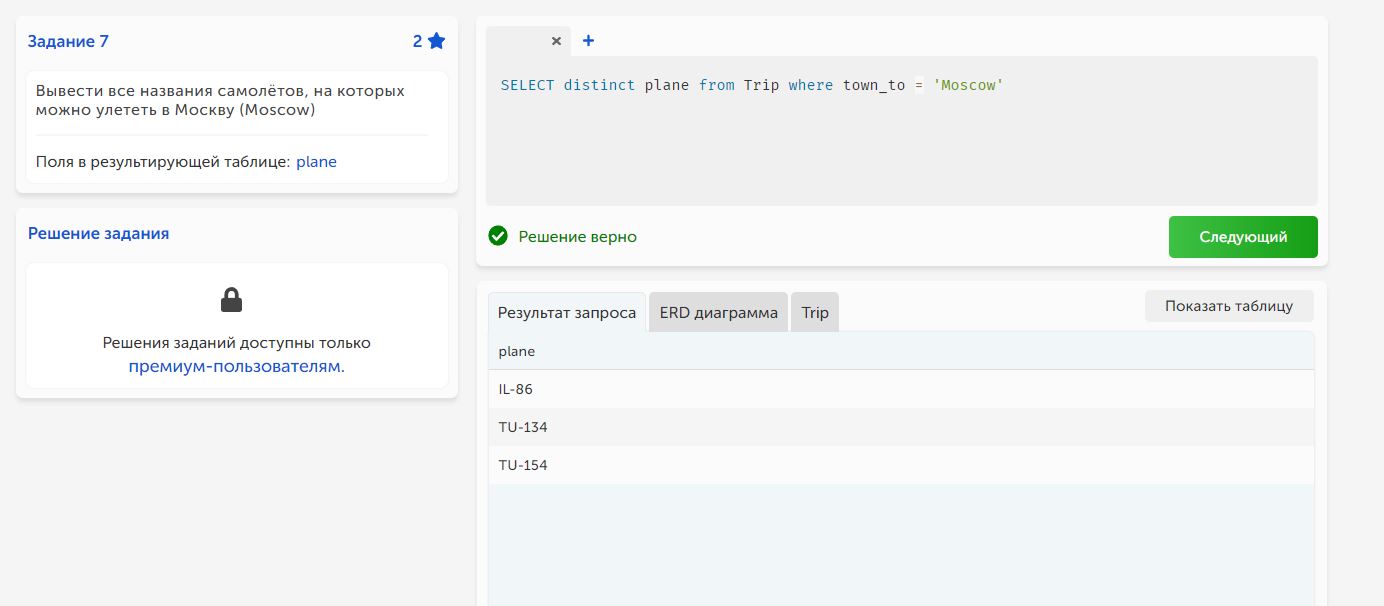 Задание 7
2
Вывести все названия самолётов, на которых
можно улететь в Москву (Moscow)
Поля в результирующей таблице: plane
Решение задания
Решения заданий доступны только
премиум-пользователям.
SELECT distinct plane from Trip where town_to = 'Moscow'
Решение верно
Следующий
Результат запроса
ERD диаграмма
Trip
Показать таблицу
plane
IL-86
TU-134
TU-154